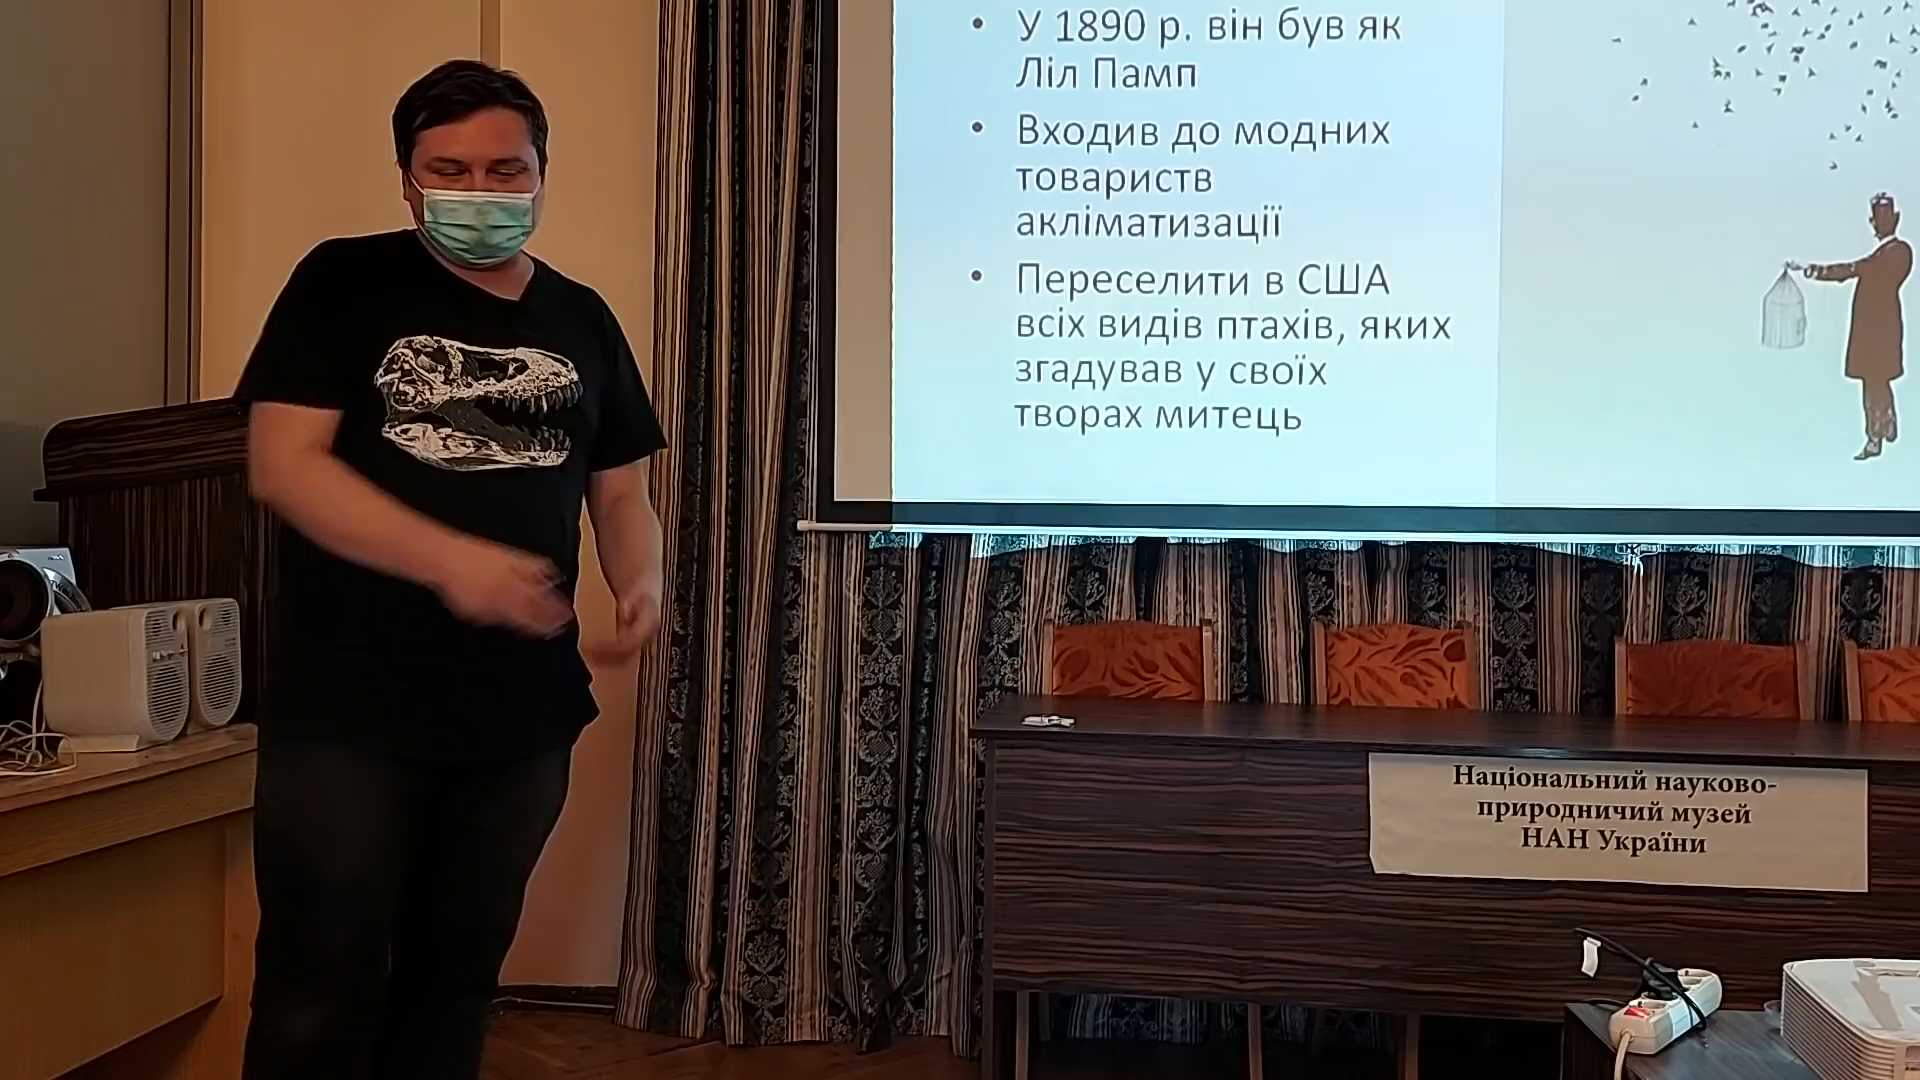 • У 1890 р. він був як
Ліл Памп
• Входив до модних
товариств
акліматизації
• Переселити в США
всіх видів птахів, яких
згадував у своїх
творах митець
Національний науково-
природничий музей
НАН України